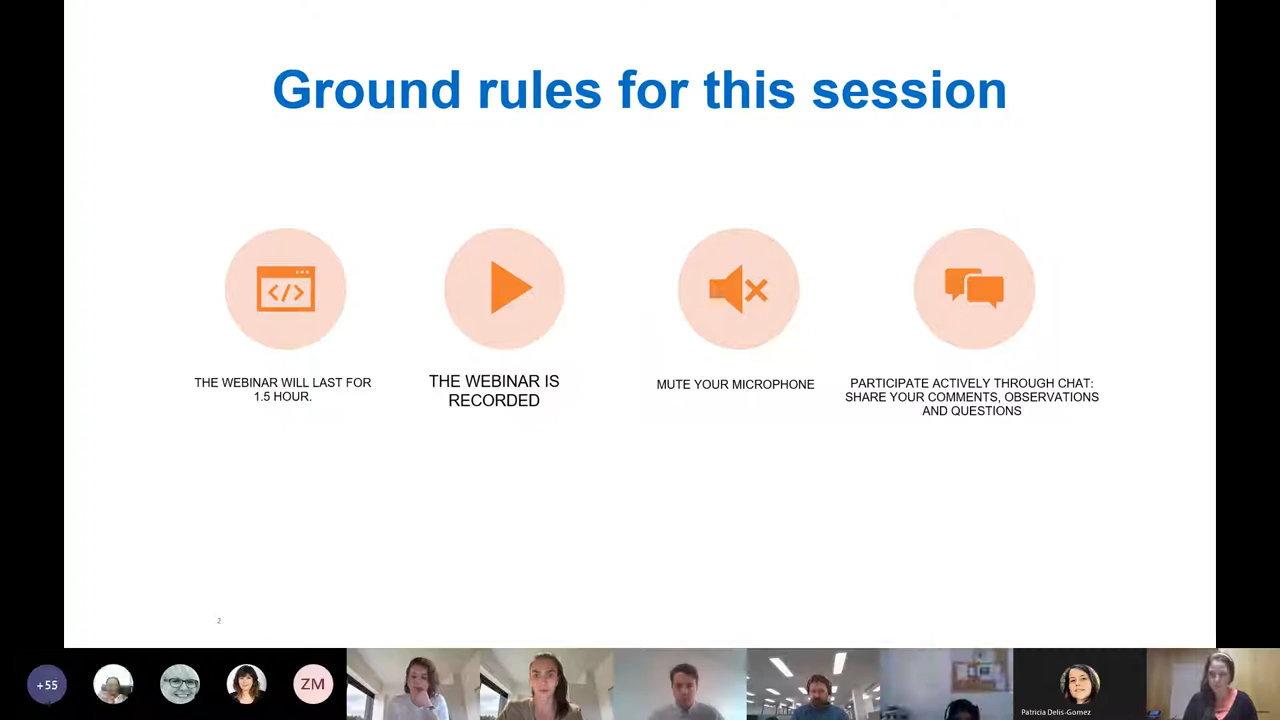 Ground rules for this session
</>
THE WEBINAR WILL LAST FOR
1.5 HOUR.
THE WEBINAR IS
RECORDED
MUTE YOUR MICROPHONE
PARTICIPATE ACTIVELY THROUGH CHAT:
SHARE YOUR COMMENTS, OBSERVATIONS
AND QUESTIONS
2
+55
ZM
Patricia Delis-Gomez